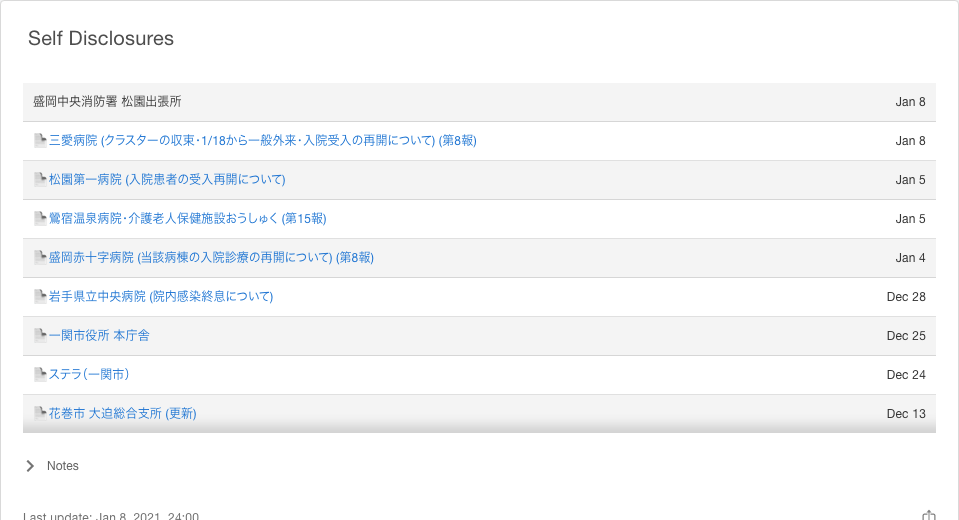 Self Disclosures
盛岡中央消防署 松園出張所 Jan 8
三愛病院 (クラスターの収束・1/18から一般外来・入院受入の再開について) (第8報) Jan 8
松園第一病院 (入院患者の受入再開について) Jan 5
鶯宿温泉病院・介護老人保健施設おうしゅく (第15報) Jan 5
盛岡赤十字病院 (当該病棟の入院診療の再開について) (第8報) Jan 4
岩手県立中央病院 (院内感染終息について) Dec 28
一関市役所 本庁舎 Dec 25
ステラ（一関市） Dec 24
花巻市 大迫総合支所 (更新) Dec 13
Notes
Last update: Jan 8, 2021, 24:00